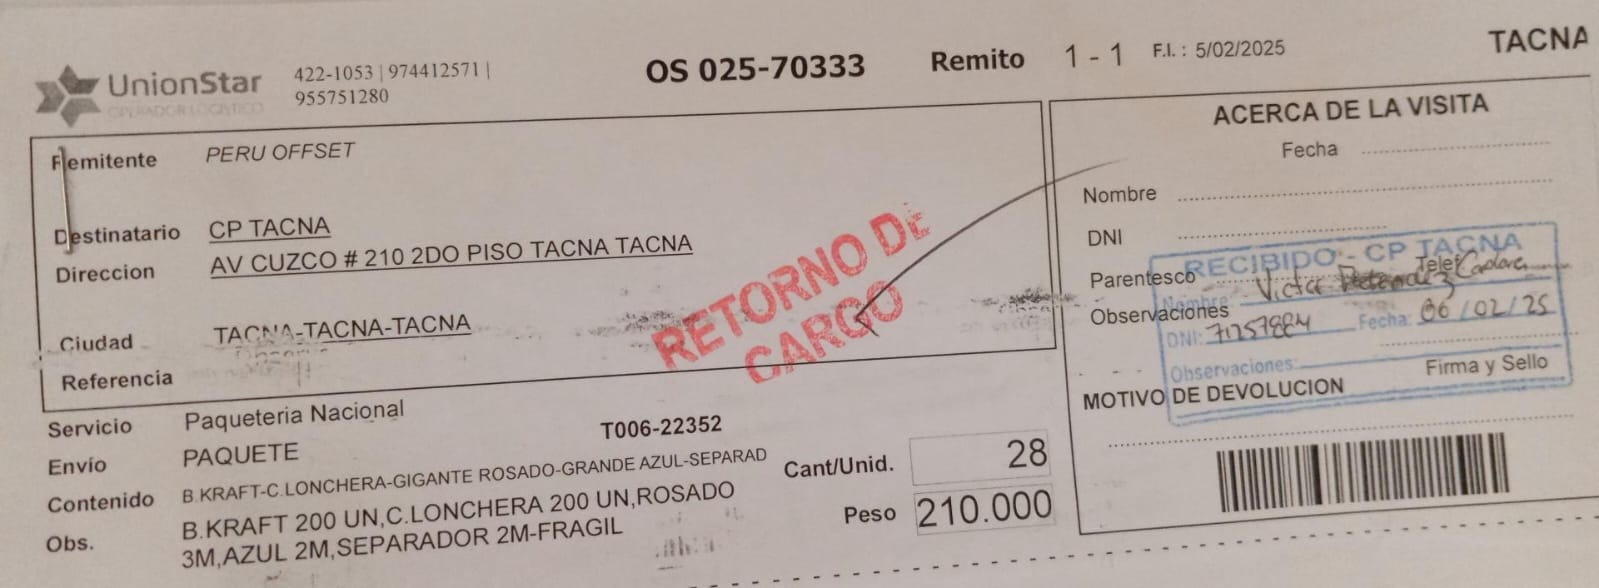 UnionStar
OPERADOR LOGISTICO
422-1053 | 974412571 |
955751280
OS 025-70333
Remito 1 - 1
F.I. : 5/02/2025
TACNA
Remitente PERU OFFSET
Destinatario CP TACNA
Direccion AV CUZCO # 210 2DO PISO TACNA TACNA
Ciudad TACNA-TACNA-TACNA
Referencia
RETORNO DE
CARGO
Servicio Paqueteria Nacional
Envío PAQUETE
T006-22352
Contenido B.KRAFT-C.LONCHERA-GIGANTE ROSADO-GRANDE AZUL-SEPARAD
Obs. B.KRAFT 200 UN,C.LONCHERA 200 UN,ROSADO
3M,AZUL 2M,SEPARADOR 2M-FRAGIL
Cant/Unid. 28
Peso 210.000
ACERCA DE LA VISITA
Fecha
Nombre
DNI
Parentesco
Telef
Observaciones
RECIBIDO - CP TACNA
Nombre: Victor
DNI: 71257884 Fecha: 06/02/25
Observaciones:
Firma y Sello
MOTIVO DE DEVOLUCION